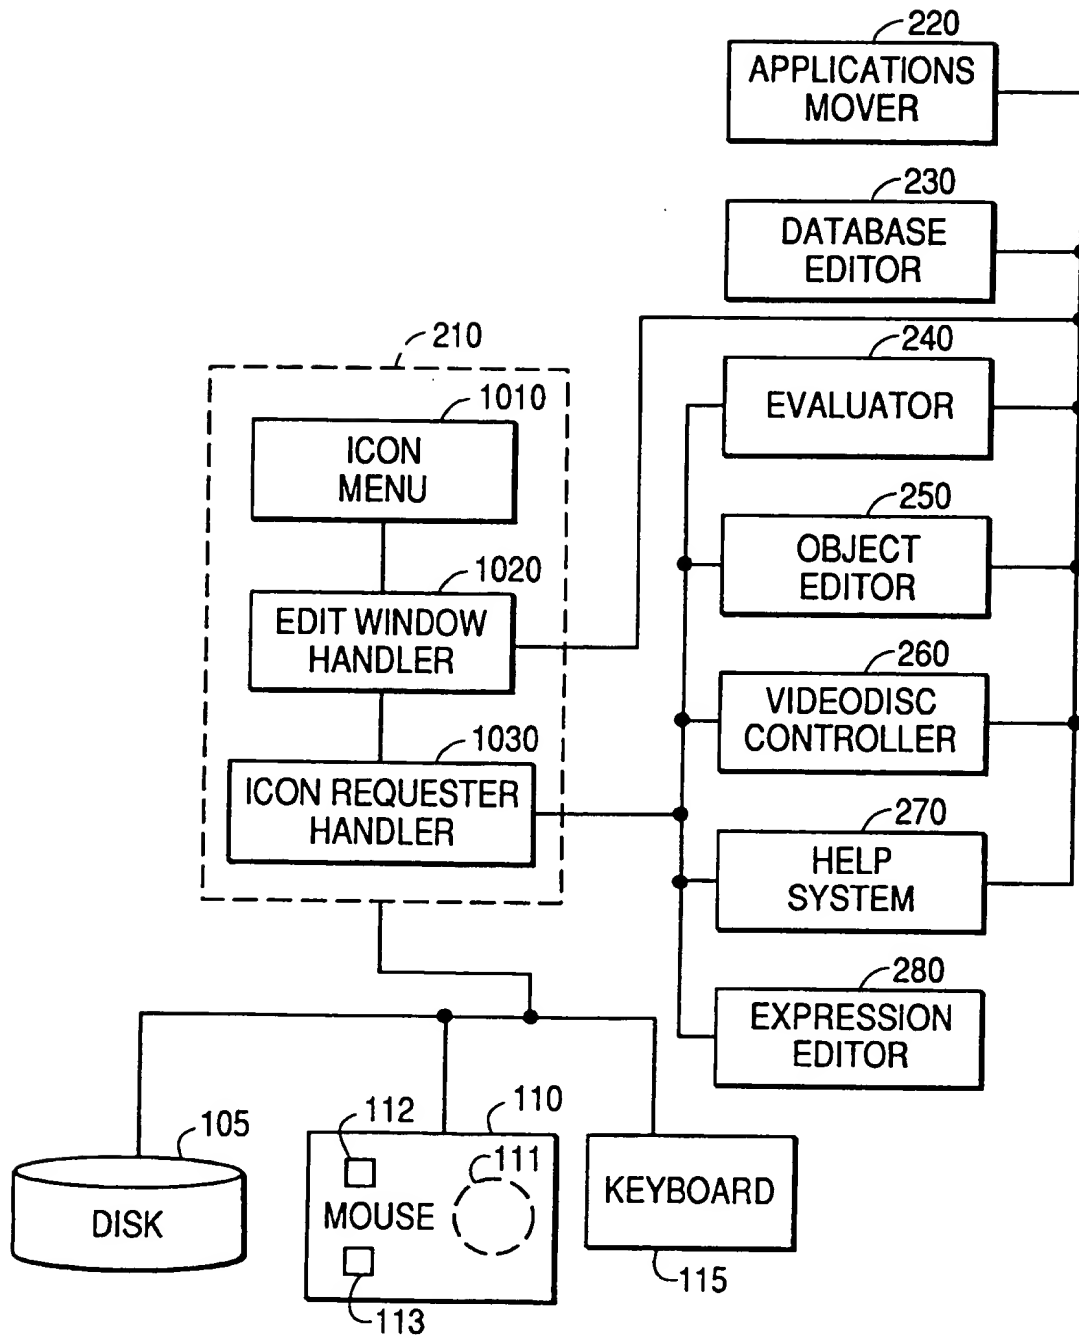 220
APPLICATIONS
MOVER
230
DATABASE
EDITOR
210
240
EVALUATOR
1010
ICON
MENU
250
OBJECT
EDITOR
1020
EDIT WINDOW
HANDLER
260
VIDEODISC
CONTROLLER
1030
ICON REQUESTER
HANDLER
270
HELP
SYSTEM
280
EXPRESSION
EDITOR
105
DISK
112
110
111
MOUSE
113
KEYBOARD
115